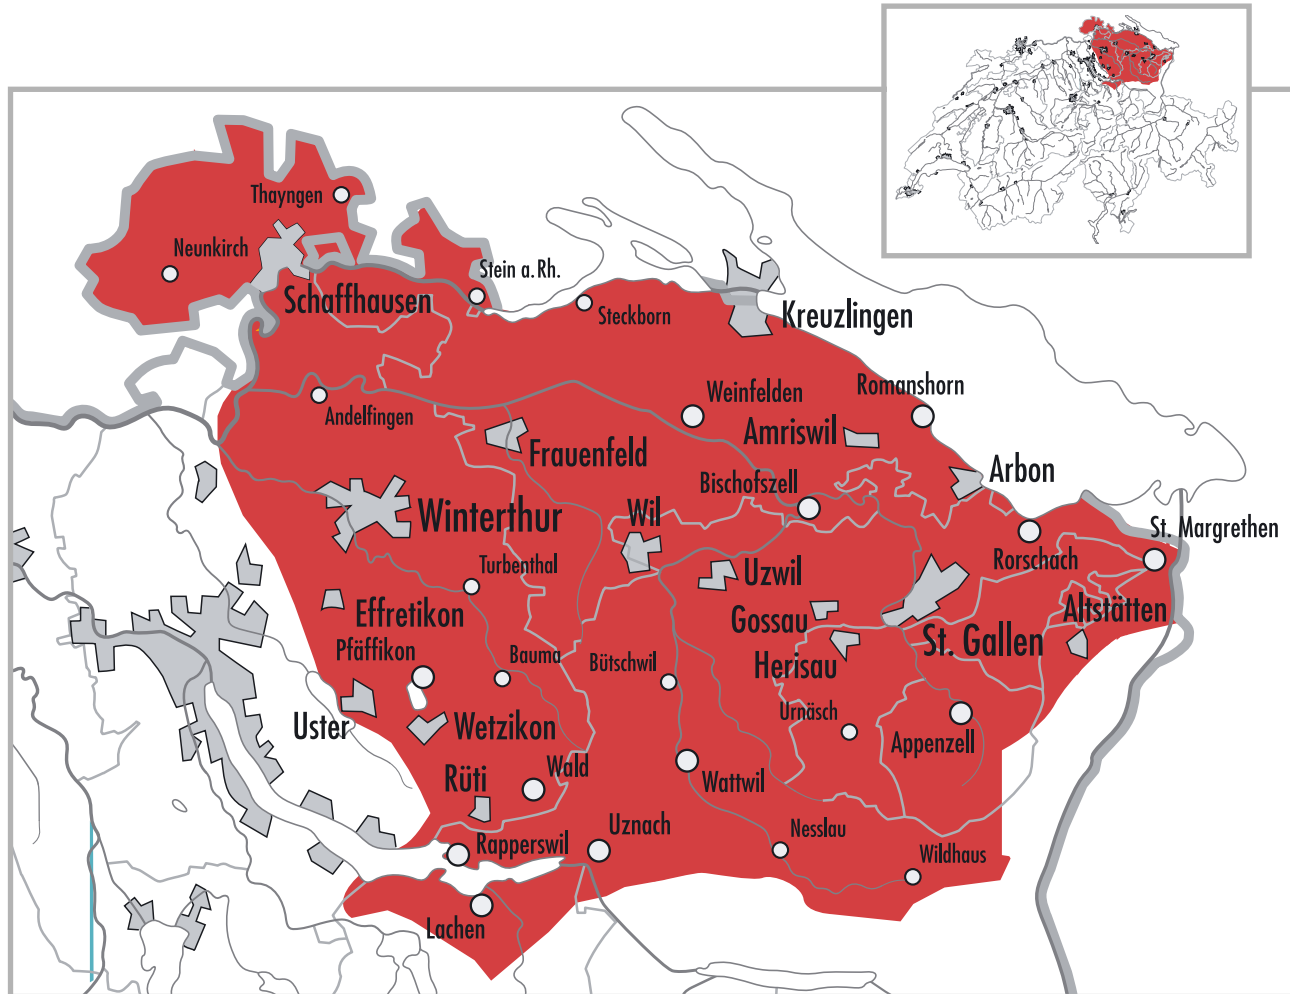 Thayngen
Neunkirch
Stein a. Rh.
Schaffhausen
Steckborn
Kreuzlingen
Weinfelden
Romanshorn
Andelfingen
Amriswil
Frauenfeld
Arbon
Bischofszell
Winterthur
Wil
St. Margrethen
Rorschach
Turbenthal
Uzwil
Effretikon
Gossau
Altstätten
St. Gallen
Pfäffikon
Bauma
Bütschwil
Herisau
Uster
Wetzikon
Urnäsch
Appenzell
Rüti
Wald
Wattwil
Uznach
Nesslau
Rapperswil
Wildhaus
Lachen